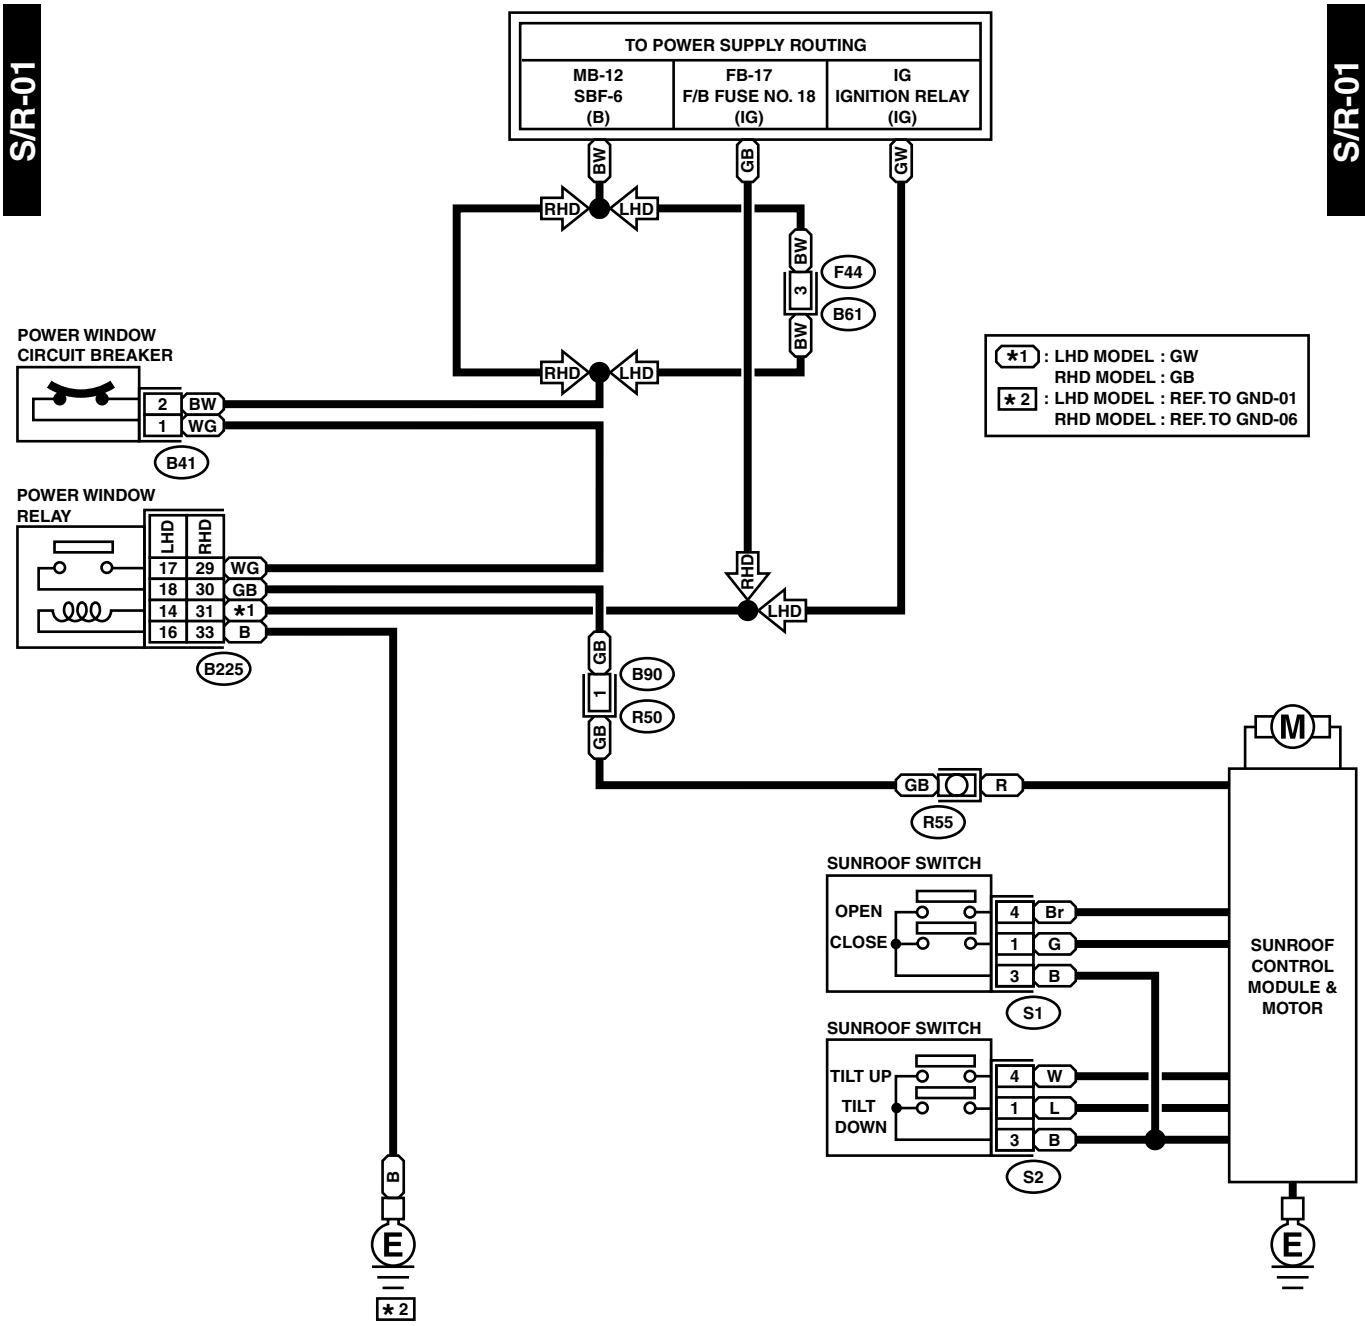 S/R-01
S/R-01
TO POWER SUPPLY ROUTING
MB-12
SBF-6
(B)
FB-17
F/B FUSE NO. 18
(IG)
IG
IGNITION RELAY
(IG)
BW
GB
GW
RHD
LHD
BW
3
BW
F44
B61
RHD
LHD
*1 : LHD MODEL : GW
RHD MODEL : GB
*2 : LHD MODEL : REF. TO GND-01
RHD MODEL : REF. TO GND-06
POWER WINDOW
CIRCUIT BREAKER
2 BW
1 WG
B41
POWER WINDOW
RELAY
LHD RHD
17 29 WG
18 30 GB
14 31 *1
16 33 B
B225
RHD
LHD
GB
1
GB
B90
R50
M
GB R
R55
SUNROOF SWITCH
OPEN
CLOSE
4 Br
1 G
3 B
S1
SUNROOF
CONTROL
MODULE &
MOTOR
SUNROOF SWITCH
TILT UP
TILT
DOWN
4 W
1 L
3 B
S2
B
E
*2
E